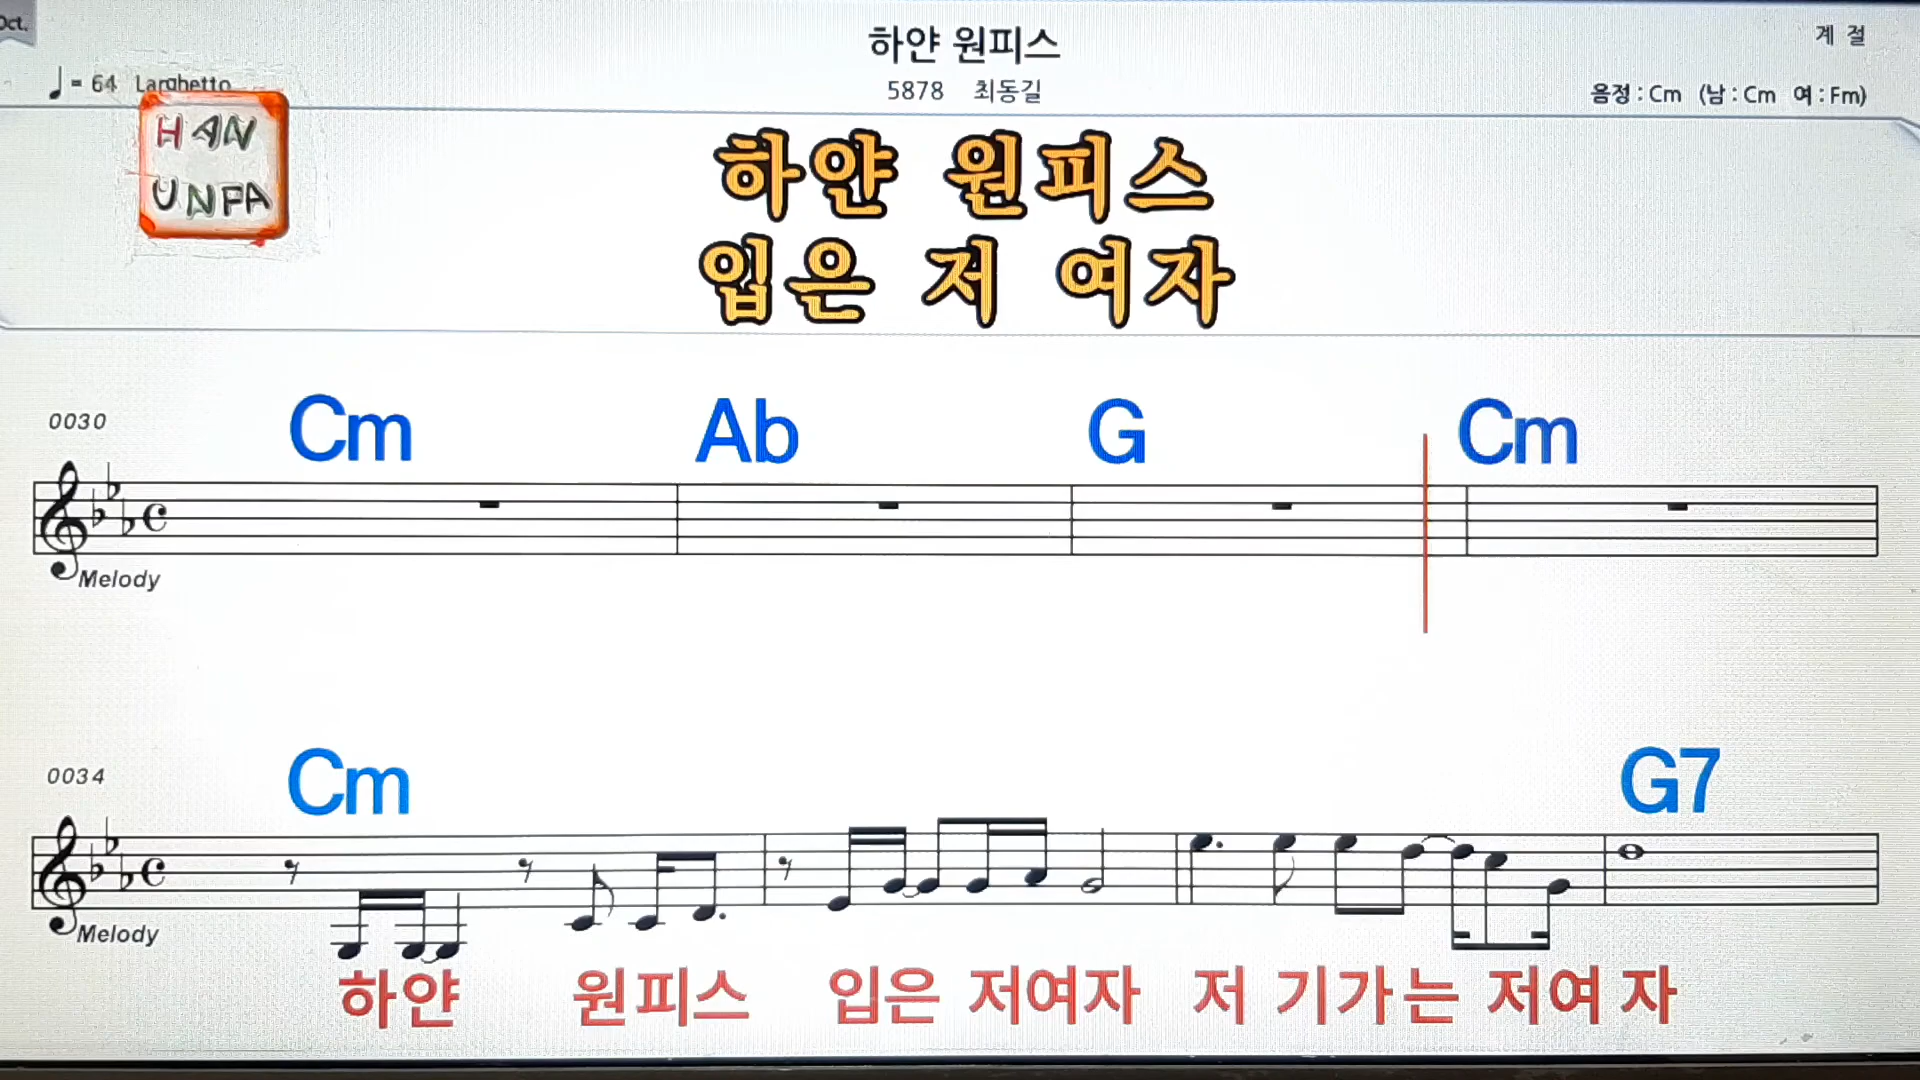 Oct.
하얀 원피스
계 절
♩= 64 Larghetto
5878 최동길
음정 : Cm (남 : Cm 여 : Fm)
HAN
UNFA
하얀 원피스
입은 저 여자
0030
Cm Ab G Cm
Melody
0034
Cm G7
Melody
하얀 원피스 입은 저여자 저 기가는 저여자